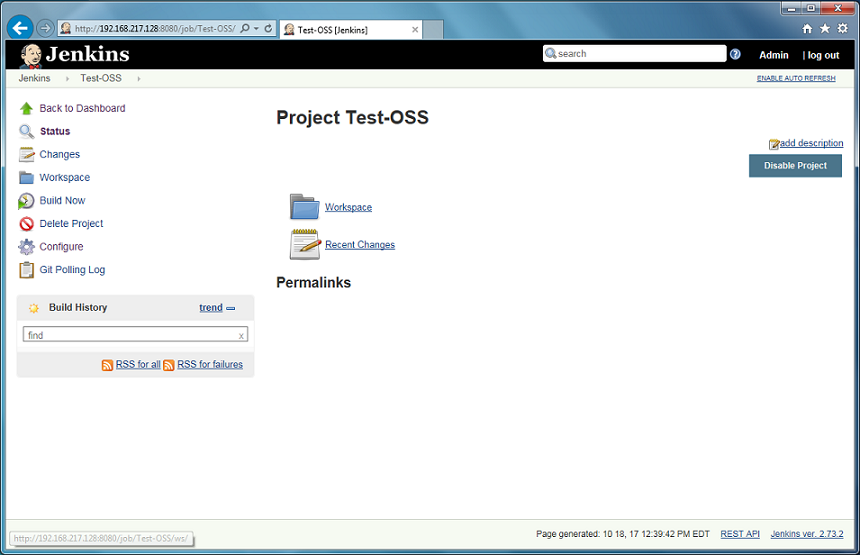 http://192.168.217.128:8080/job/Test-OSS/
Test-OSS [Jenkins]
Jenkins
search
Admin
| log out
Jenkins
Test-OSS
ENABLE AUTO REFRESH
Back to Dashboard
Status
Changes
Workspace
Build Now
Delete Project
Configure
Git Polling Log
Build History
trend
find
x
RSS for all
RSS for failures
Project Test-OSS
add description
Disable Project
Workspace
Recent Changes
Permalinks
Page generated: 10 18, 17 12:39:42 PM EDT
REST API
Jenkins ver. 2.73.2
http://192.168.217.128:8080/job/Test-OSS/ws/